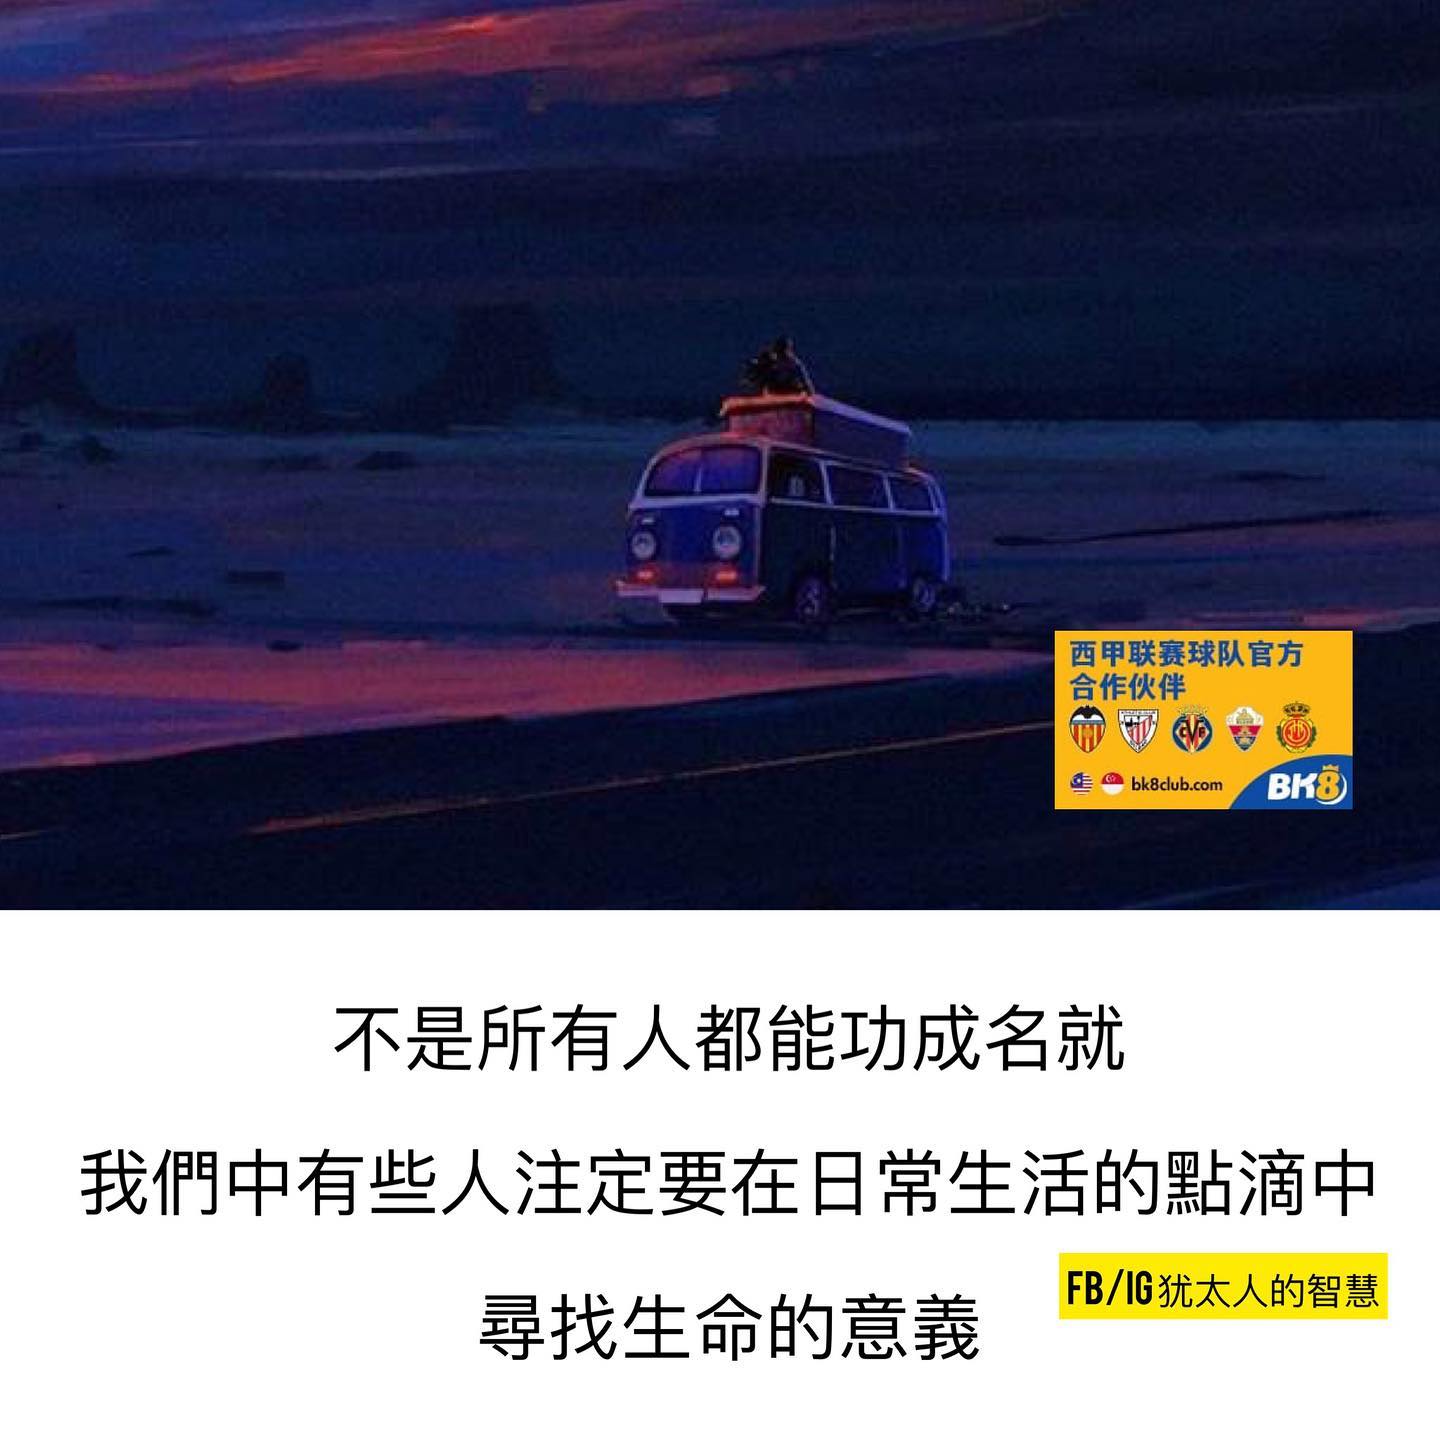 西甲联赛球队官方
合作伙伴
bk8club.com
BK8
不是所有人都能功成名就
我們中有些人注定要在日常生活的點滴中
尋找生命的意義
FB/IG犹太人的智慧